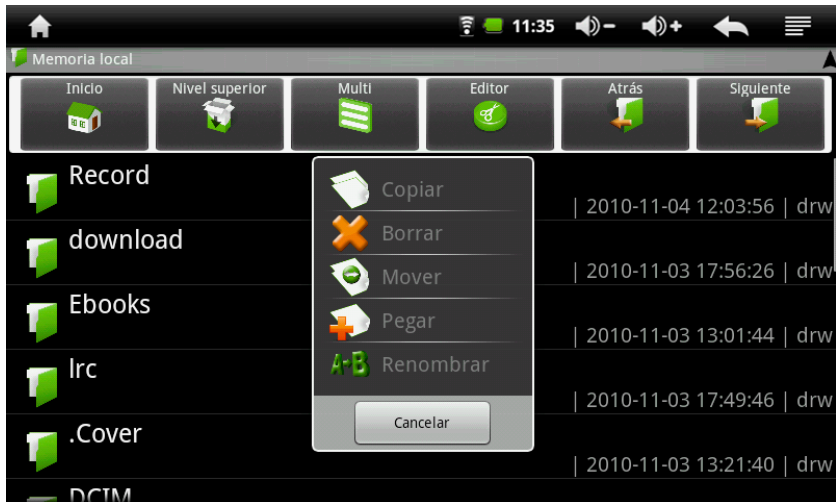 11:35
Memoria local
Inicio
Nivel superior
Multi
Editor
Atrás
Siguiente
Record
| 2010-11-04 12:03:56 | drw
download
| 2010-11-03 17:56:26 | drw
Ebooks
| 2010-11-03 13:01:44 | drw
lrc
| 2010-11-03 17:49:46 | drw
.Cover
| 2010-11-03 13:21:40 | drw
DCIM
Copiar
Borrar
Mover
Pegar
A-B Renombrar
Cancelar